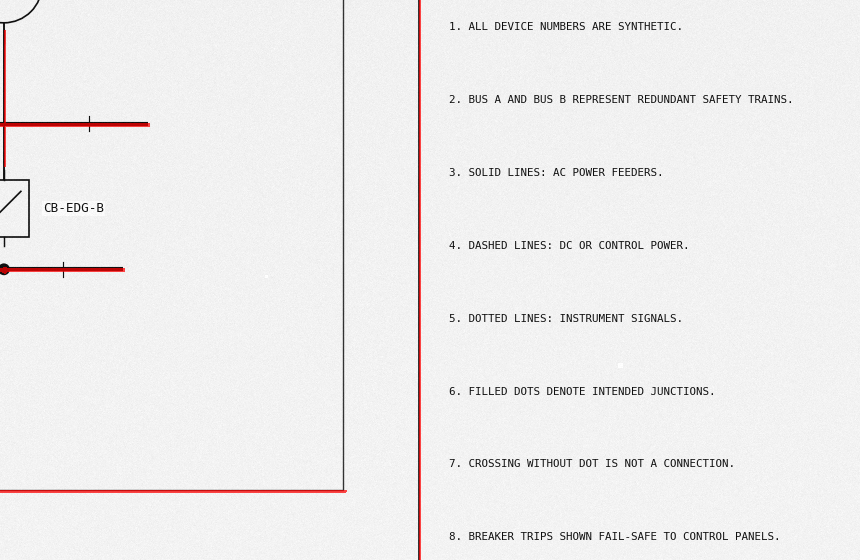 CB-EDG-B
1. ALL DEVICE NUMBERS ARE SYNTHETIC.
2. BUS A AND BUS B REPRESENT REDUNDANT SAFETY TRAINS.
3. SOLID LINES: AC POWER FEEDERS.
4. DASHED LINES: DC OR CONTROL POWER.
5. DOTTED LINES: INSTRUMENT SIGNALS.
6. FILLED DOTS DENOTE INTENDED JUNCTIONS.
7. CROSSING WITHOUT DOT IS NOT A CONNECTION.
8. BREAKER TRIPS SHOWN FAIL-SAFE TO CONTROL PANELS.